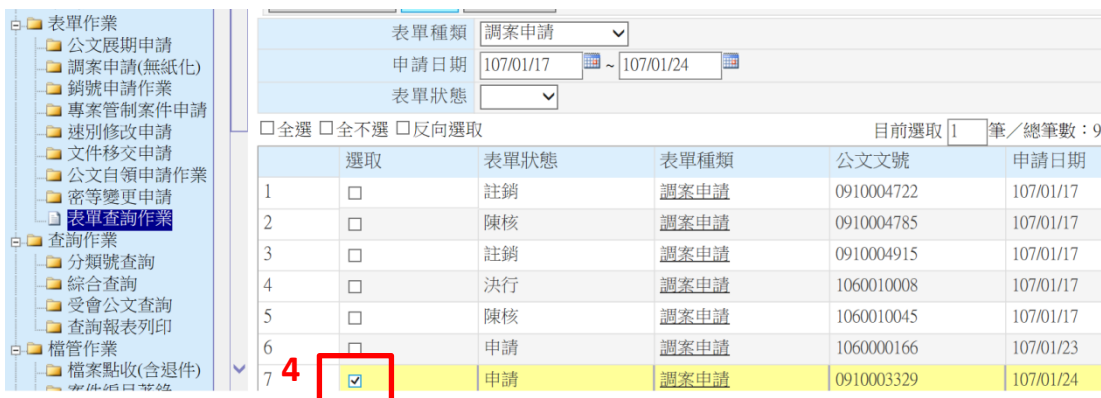 表單作業
公文展期申請
調案申請(無紙化)
銷號申請作業
專案管制案件申請
速別修改申請
文件移交申請
公文自領申請作業
密等變更申請
表單查詢作業
查詢作業
分類號查詢
綜合查詢
受會公文查詢
查詢報表列印
檔管作業
檔案點收(含退件)
表單種類 調案申請
申請日期 107/01/17 ~ 107/01/24
表單狀態
全選 全不選 反向選取 目前選取 1 筆／總筆數：9
選取 表單狀態 表單種類 公文文號 申請日期
1 註銷 調案申請 0910004722 107/01/17
2 陳核 調案申請 0910004785 107/01/17
3 註銷 調案申請 0910004915 107/01/17
4 決行 調案申請 1060010008 107/01/17
5 陳核 調案申請 1060010045 107/01/17
6 申請 調案申請 1060000166 107/01/23
7 申請 調案申請 0910003329 107/01/24
4